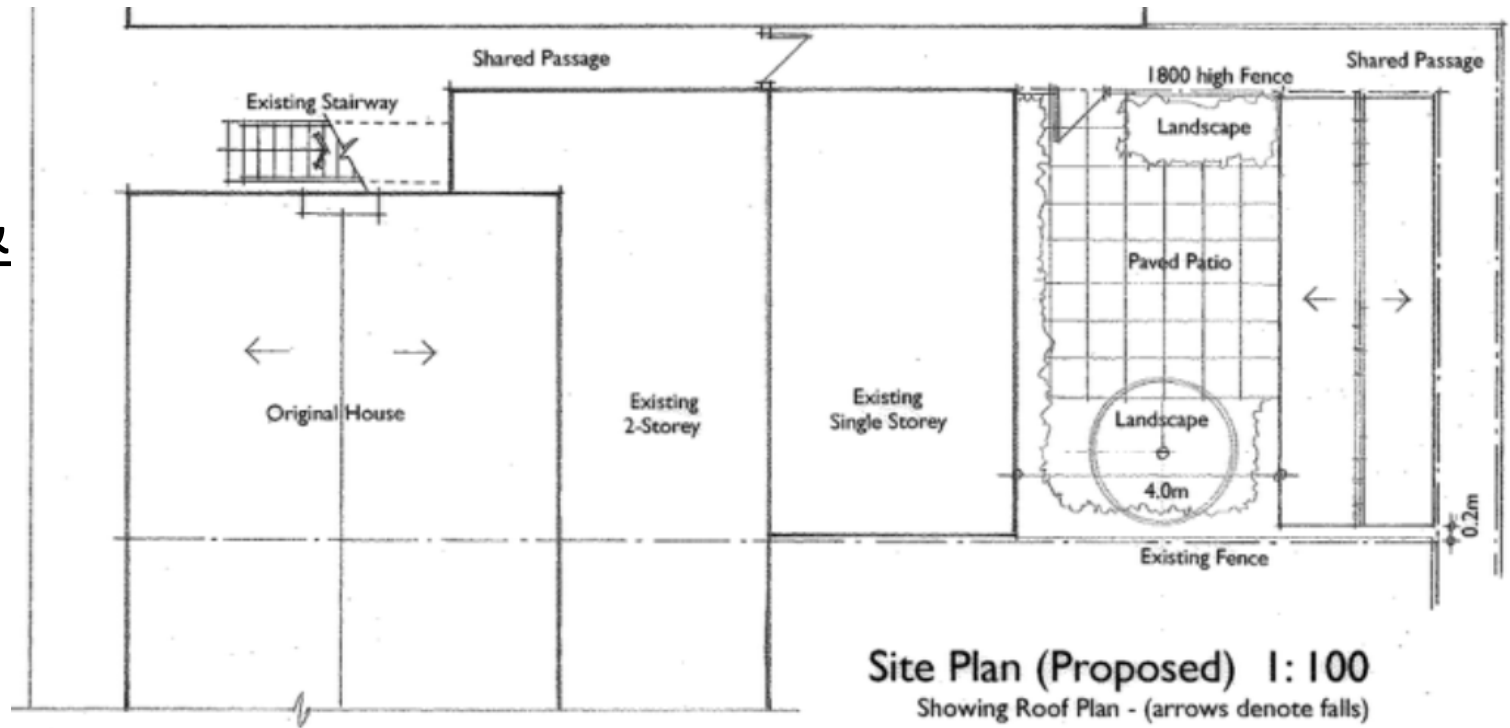 Shared Passage
Shared Passage
1800 high Fence
Existing Stairway
Landscape
&
Paved Patio
Original House
Existing
2-Storey
Existing
Single Storey
Landscape
4.0m
0.2m
Existing Fence
Site Plan (Proposed) 1:100
Showing Roof Plan - (arrows denote falls)